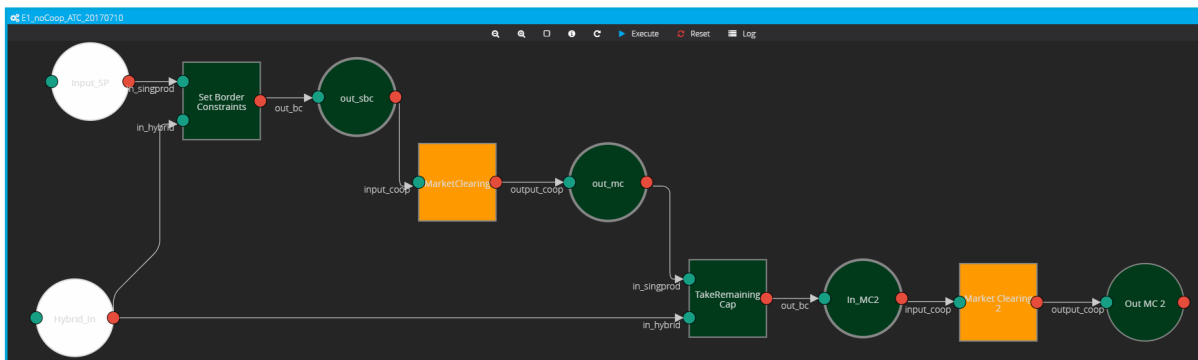 E1_noCoop_ATC_20170710
Execute Reset Log
Input_SP
in_singprod
Set Border
Constraints
in_hybrid
out_bc
out_sbc
input_coop
MarketClearing
output_coop
out_mc
Hybrid_In
in_singprod
in_hybrid
TakeRemaining
Cap
out_bc
In_MC2
input_coop
Market Clearing
2
output_coop
Out MC 2